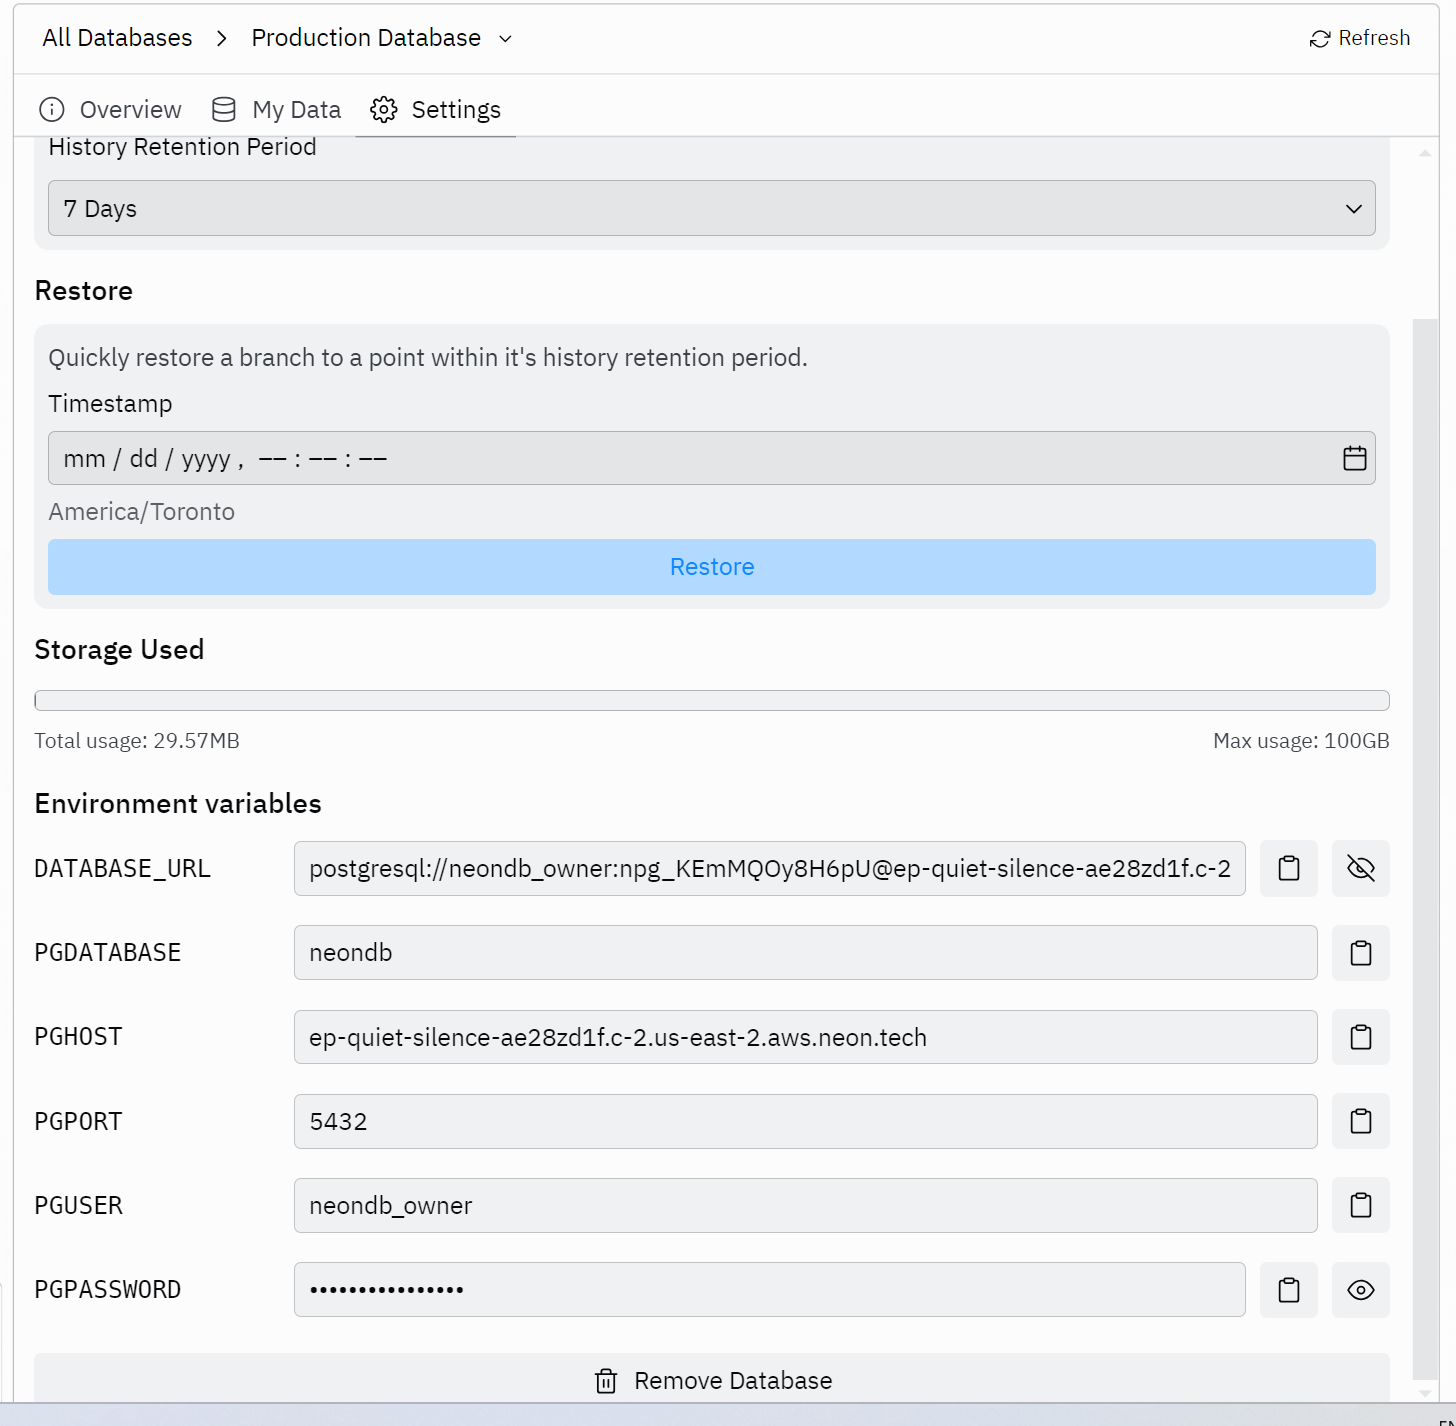 All Databases > Production Database
Refresh
Overview
My Data
Settings
History Retention Period
7 Days
Restore
Quickly restore a branch to a point within it's history retention period.
Timestamp
mm / dd / yyyy , –– : –– : ––
America/Toronto
Restore
Storage Used
Total usage: 29.57MB
Max usage: 100GB
Environment variables
DATABASE_URL
postgresql://neondb_owner:npg_KEmMQOy8H6pU@ep-quiet-silence-ae28zd1f.c-2
PGDATABASE
neondb
PGHOST
ep-quiet-silence-ae28zd1f.c-2.us-east-2.aws.neon.tech
PGPORT
5432
PGUSER
neondb_owner
PGPASSWORD
••••••••••••••••
Remove Database